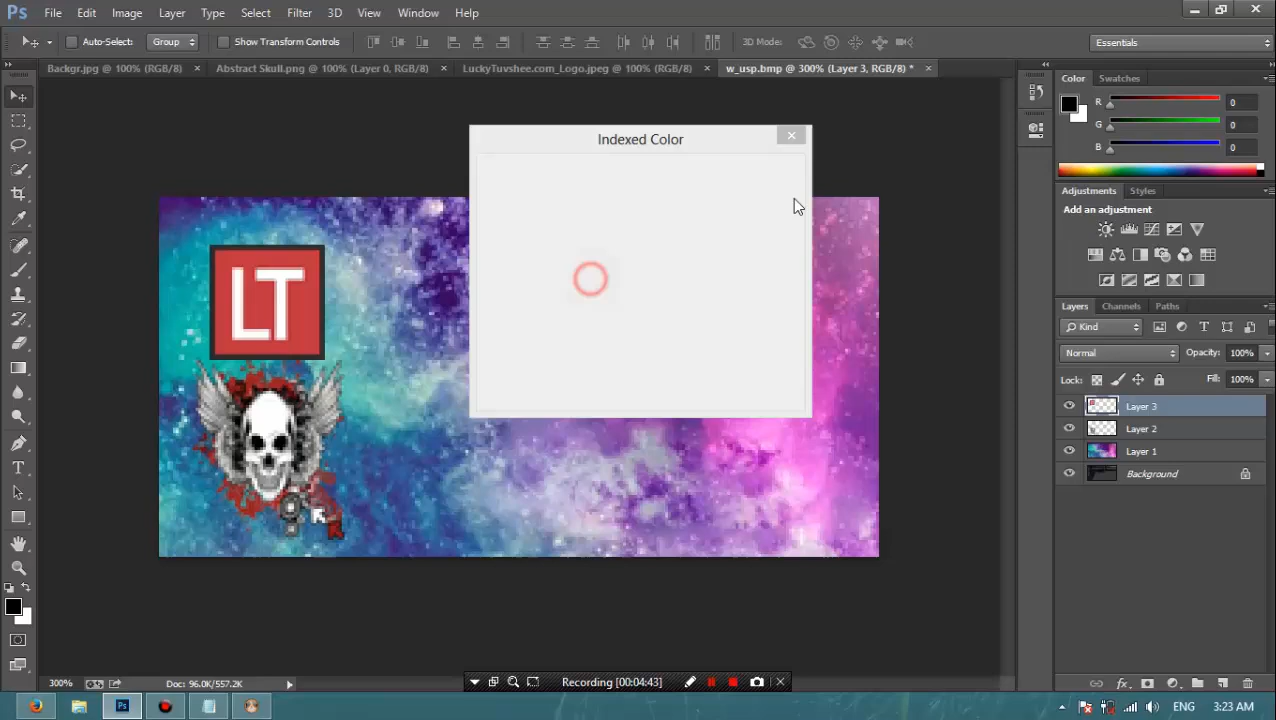 Ps File Edit Image Layer Type Select Filter 3D View Window Help
Auto-Select: Group Show Transform Controls 3D Mode: Essentials
Backgr.jpg @ 100% (RGB/8) × Abstract Skull.png @ 100% (Layer 0, RGB/8) × LuckyTuvshee.com_Logo.jpeg @ 100% (RGB/8) × w_usp.bmp @ 300% (Layer 3, RGB/8) * ×
Color Swatches
R 0
G 0
B 0
Indexed Color
Adjustments Styles
Add an adjustment
LT
Layers Channels Paths
Kind
Normal Opacity: 100%
Lock: Fill: 100%
Layer 3
Layer 2
Layer 1
Background
T
300% Doc: 96.0K/557.2K
Recording [00:04:43]
fx
Ps ENG 3:23 AM